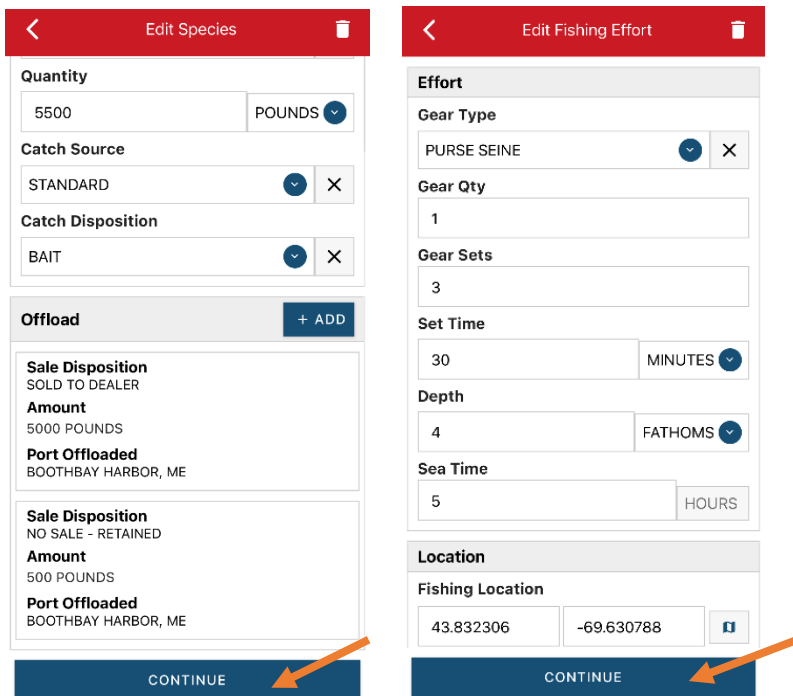 Edit Species
Quantity
5500
POUNDS
Catch Source
STANDARD
Catch Disposition
BAIT
Offload
+ ADD
Sale Disposition
SOLD TO DEALER
Amount
5000 POUNDS
Port Offloaded
BOOTHBAY HARBOR, ME
Sale Disposition
NO SALE - RETAINED
Amount
500 POUNDS
Port Offloaded
BOOTHBAY HARBOR, ME
CONTINUE
Edit Fishing Effort
Effort
Gear Type
PURSE SEINE
Gear Qty
1
Gear Sets
3
Set Time
30
MINUTES
Depth
4
FATHOMS
Sea Time
5
HOURS
Location
Fishing Location
43.832306
-69.630788
CONTINUE